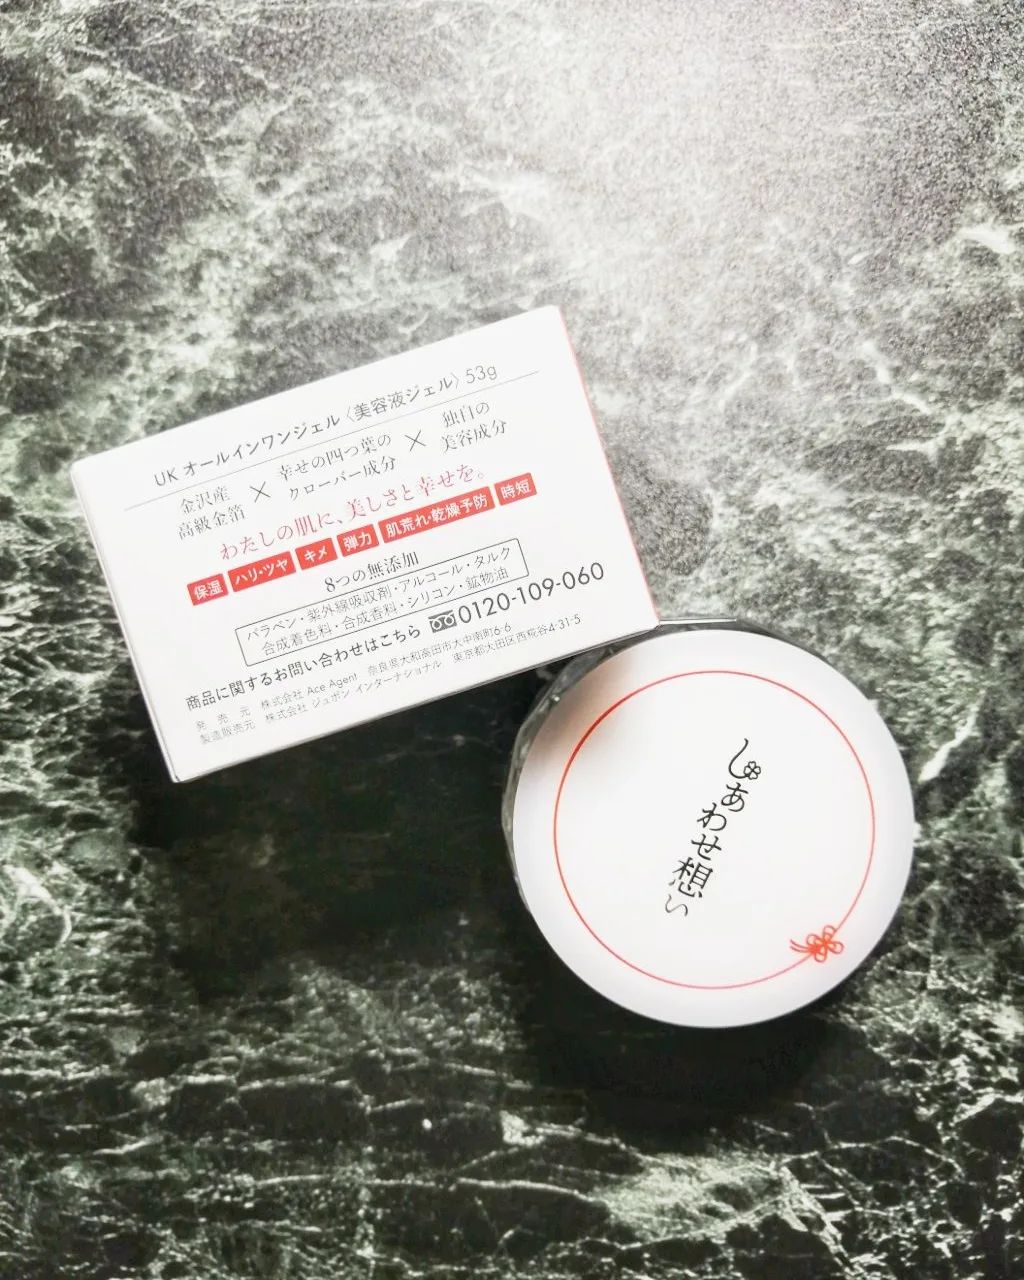 UK オールインワンジェル〈美容液ジェル〉53g
金沢産
高級金箔
×
幸せの四つ葉の
クローバー成分
×
独自の
美容成分
わたしの肌に、美しさと幸せを。
保湿 ハリ・ツヤ キメ 弾力 肌荒れ・乾燥予防 時短
8つの無添加
パラベン・紫外線吸収剤・アルコール・タルク
合成着色料・合成香料・シリコン・鉱物油
商品に関するお問い合わせはこちら 0120-109-060
発売元 株式会社 Ace Agent 奈良県大和高田市大中南町6-6
製造販売元 株式会社 ジュポン インターナショナル 東京都大田区西糀谷4-31-5
しあわせ想い